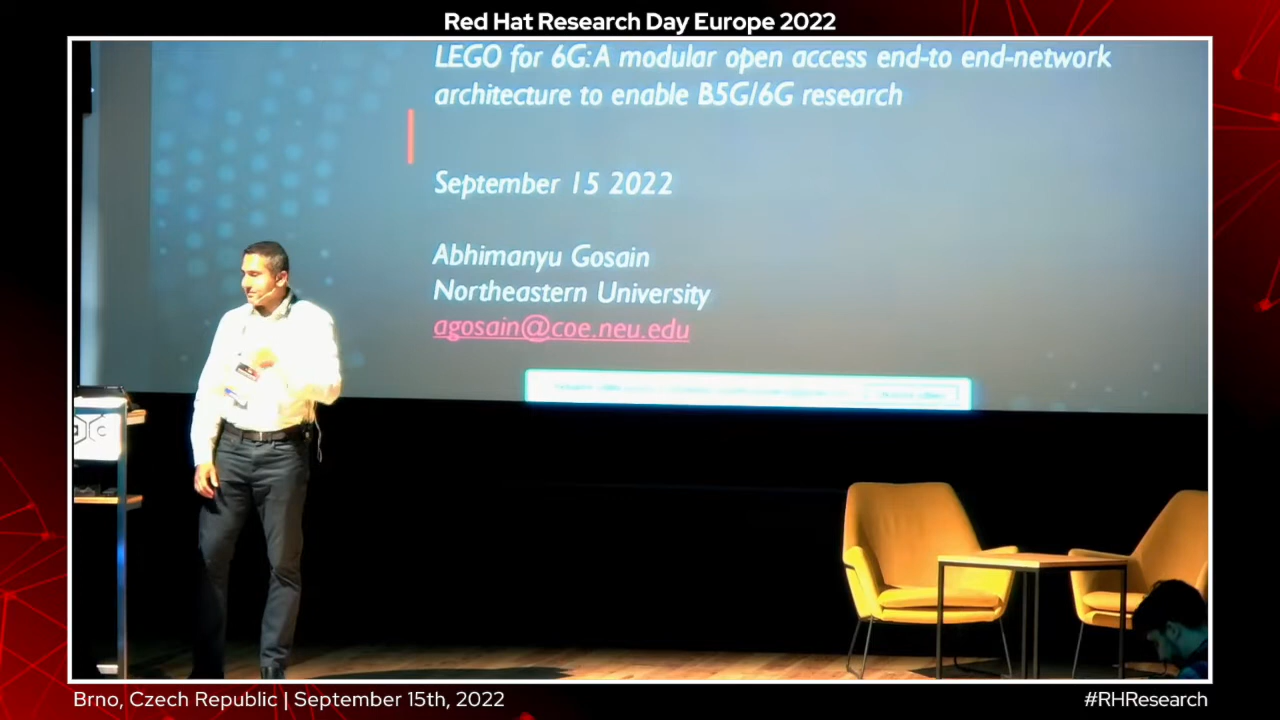 Red Hat Research Day Europe 2022
LEGO for 6G: A modular open access end-to end-network
architecture to enable B5G/6G research
September 15 2022
Abhimanyu Gosain
Northeastern University
agosain@coe.neu.edu
C
Brno, Czech Republic | September 15th, 2022
#RHResearch